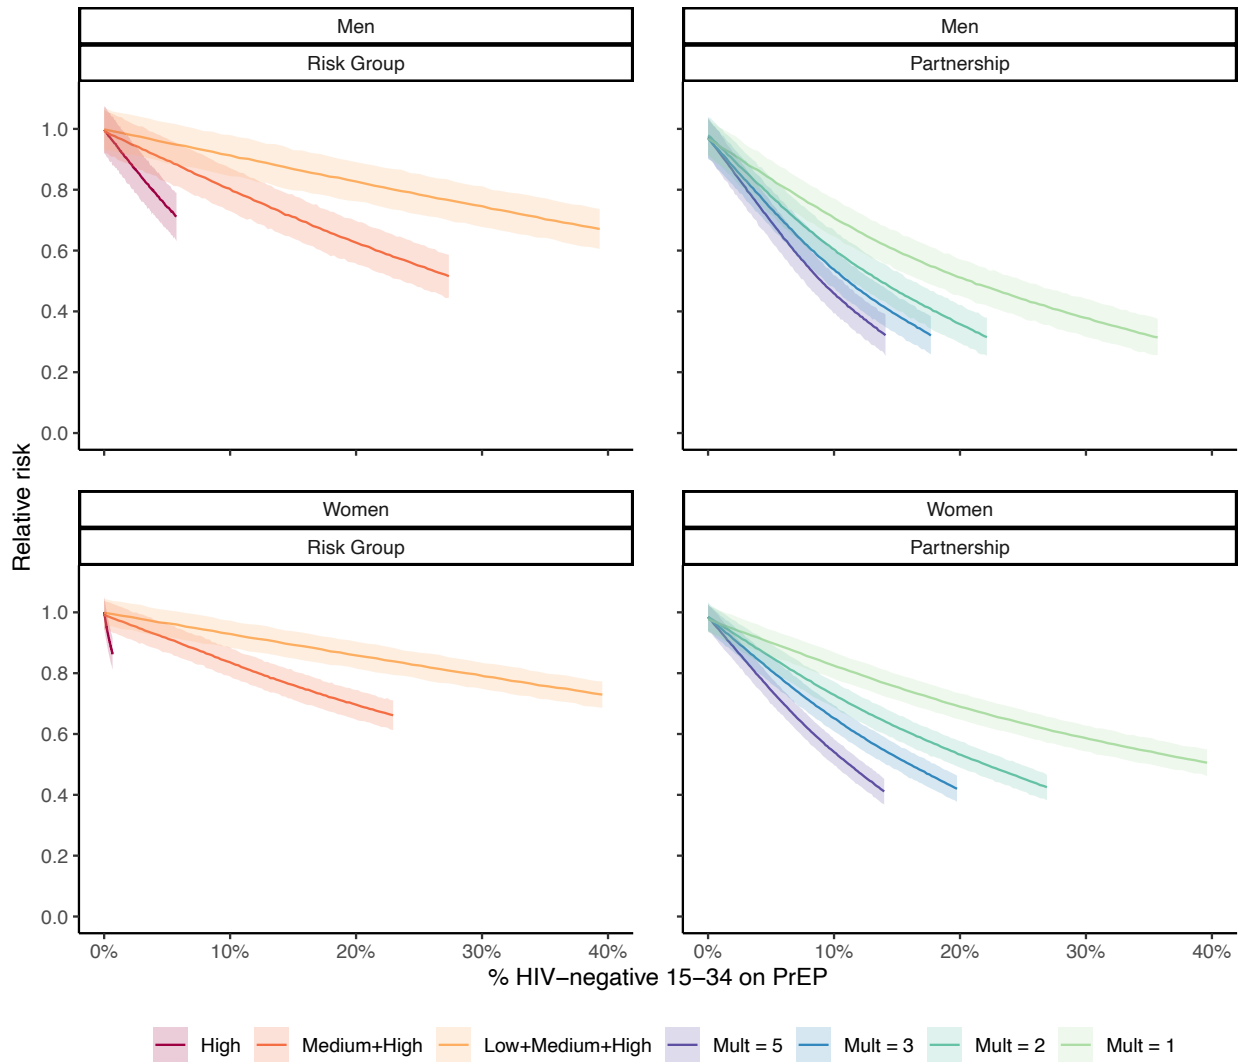 Men
Risk Group
Men
Partnership
1.0
0.8
0.6
0.4
0.2
0.0
Women
Risk Group
Women
Partnership
1.0
0.8
0.6
0.4
0.2
0.0
Relative risk
0% 10% 20% 30% 40%
0% 10% 20% 30% 40%
% HIV−negative 15−34 on PrEP
High Medium+High Low+Medium+High Mult = 5 Mult = 3 Mult = 2 Mult = 1